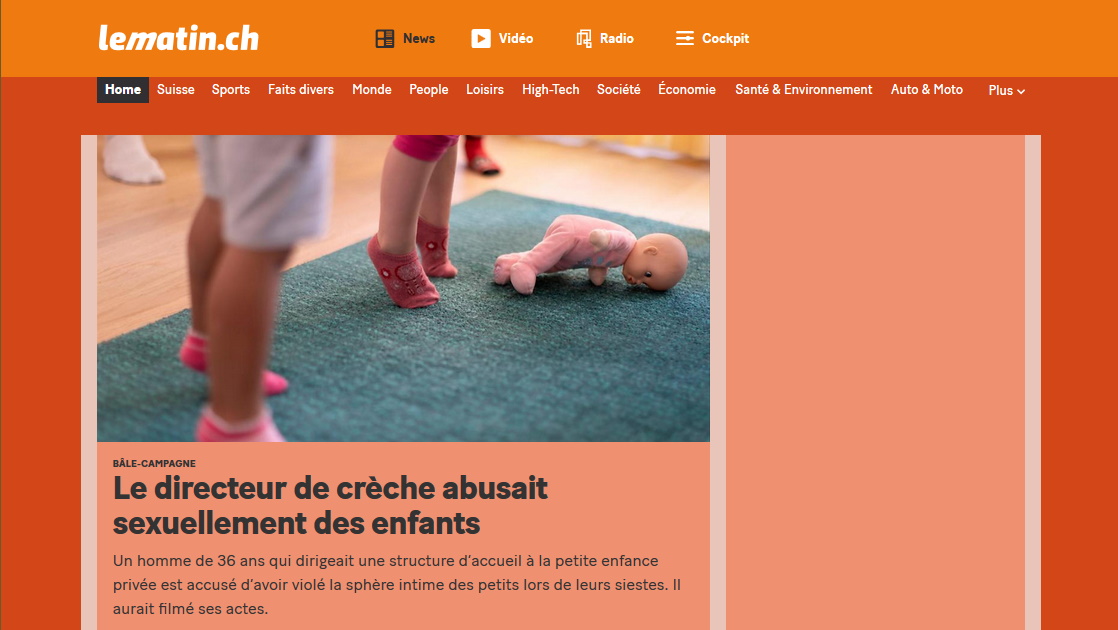 lematin.ch
News
Vidéo
Radio
Cockpit
Home
Suisse
Sports
Faits divers
Monde
People
Loisirs
High-Tech
Société
Économie
Santé & Environnement
Auto & Moto
Plus
BÂLE-CAMPAGNE
Le directeur de crèche abusait
sexuellement des enfants
Un homme de 36 ans qui dirigeait une structure d’accueil à la petite enfance
privée est accusé d’avoir violé la sphère intime des petits lors de leurs siestes. Il
aurait filmé ses actes.